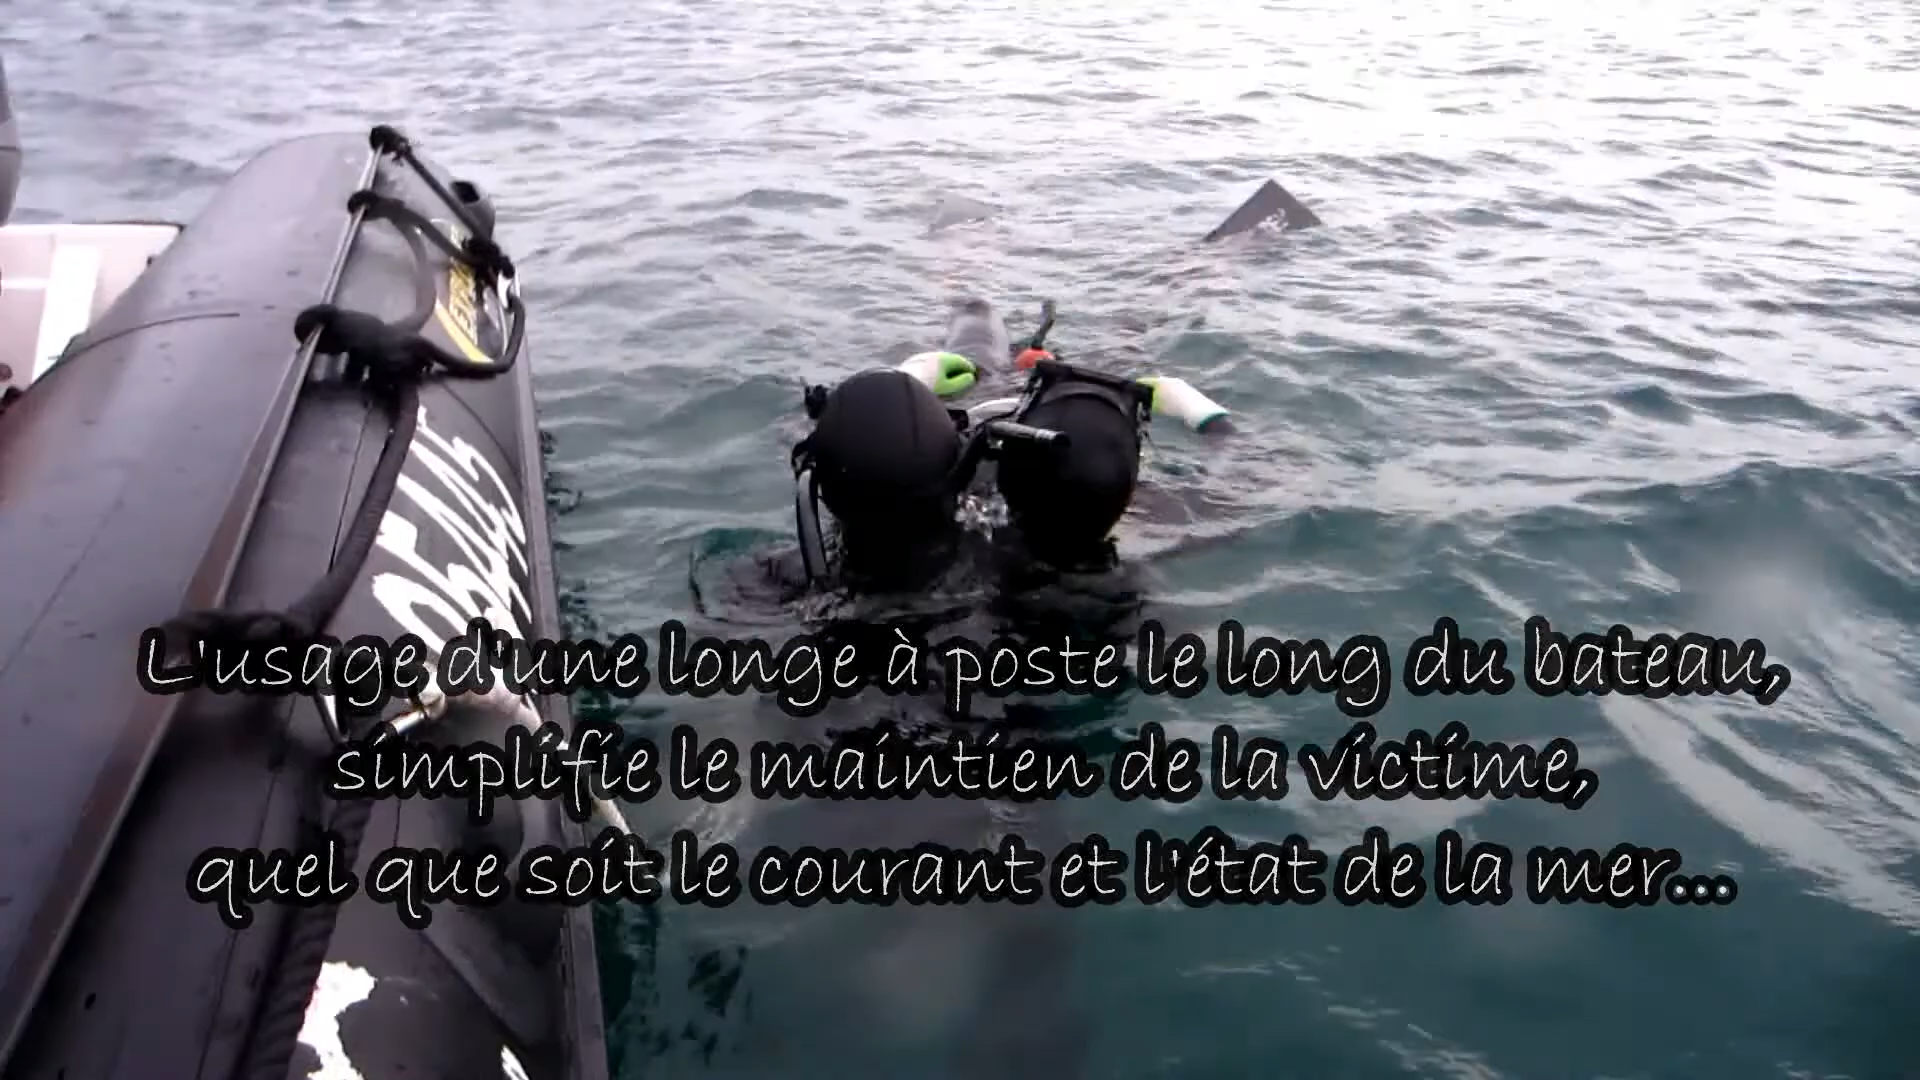 L'usage d'une longe à poste le long du bateau,
simplifie le maintien de la victime,
quel que soit le courant et l'état de la mer...